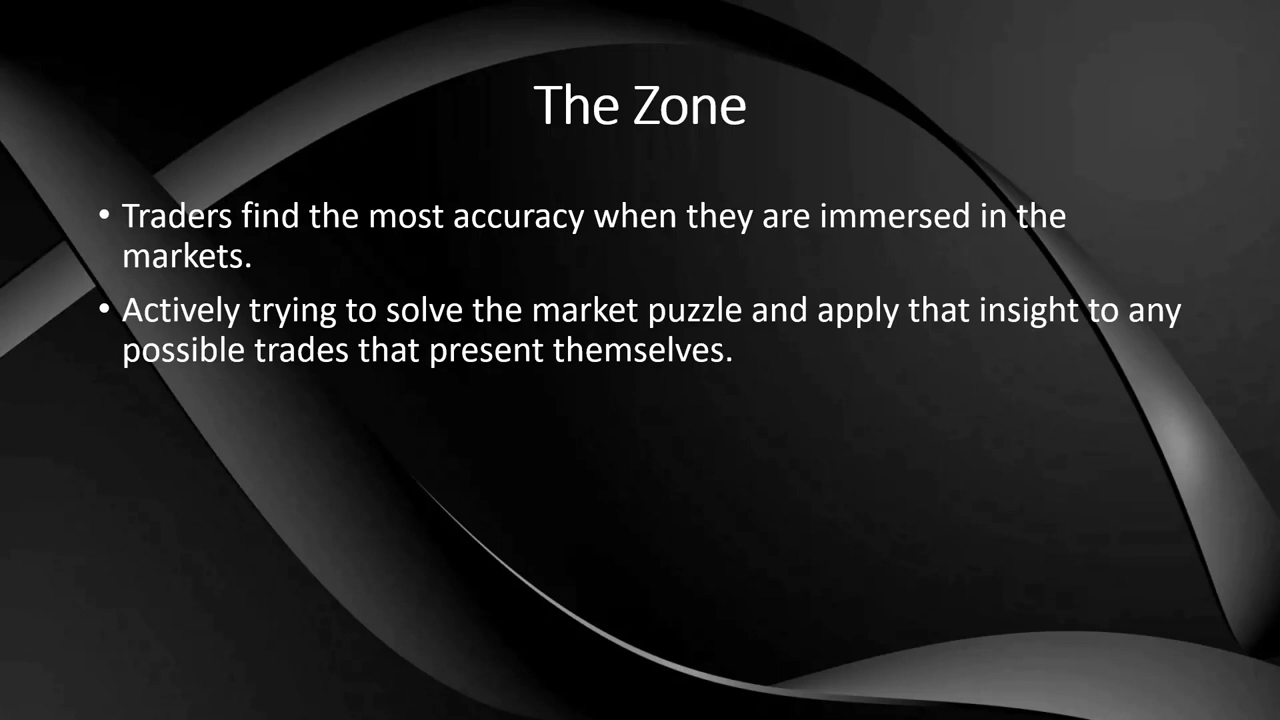 The Zone
• Traders find the most accuracy when they are immersed in the
markets.
• Actively trying to solve the market puzzle and apply that insight to any
possible trades that present themselves.